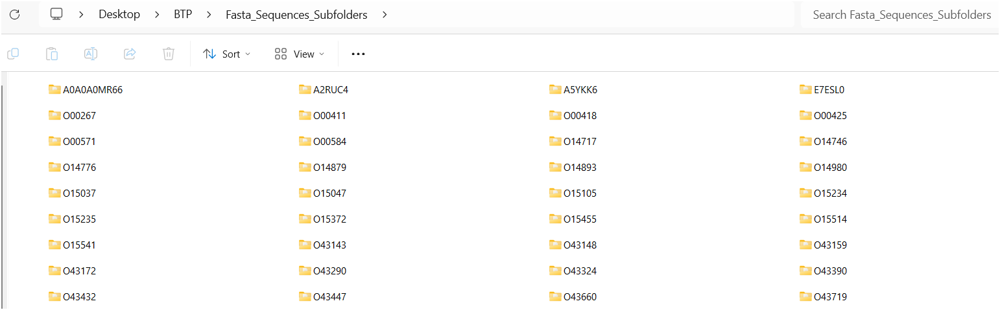 Desktop > BTP > Fasta_Sequences_Subfolders > Search Fasta_Sequences_Subfolders
Sort View ...
A0A0A0MR66 A2RUC4 A5YKK6 E7ESL0
O00267 O00411 O00418 O00425
O00571 O00584 O14717 O14746
O14776 O14879 O14893 O14980
O15037 O15047 O15105 O15234
O15235 O15372 O15455 O15514
O15541 O43143 O43148 O43159
O43172 O43290 O43324 O43390
O43432 O43447 O43660 O43719